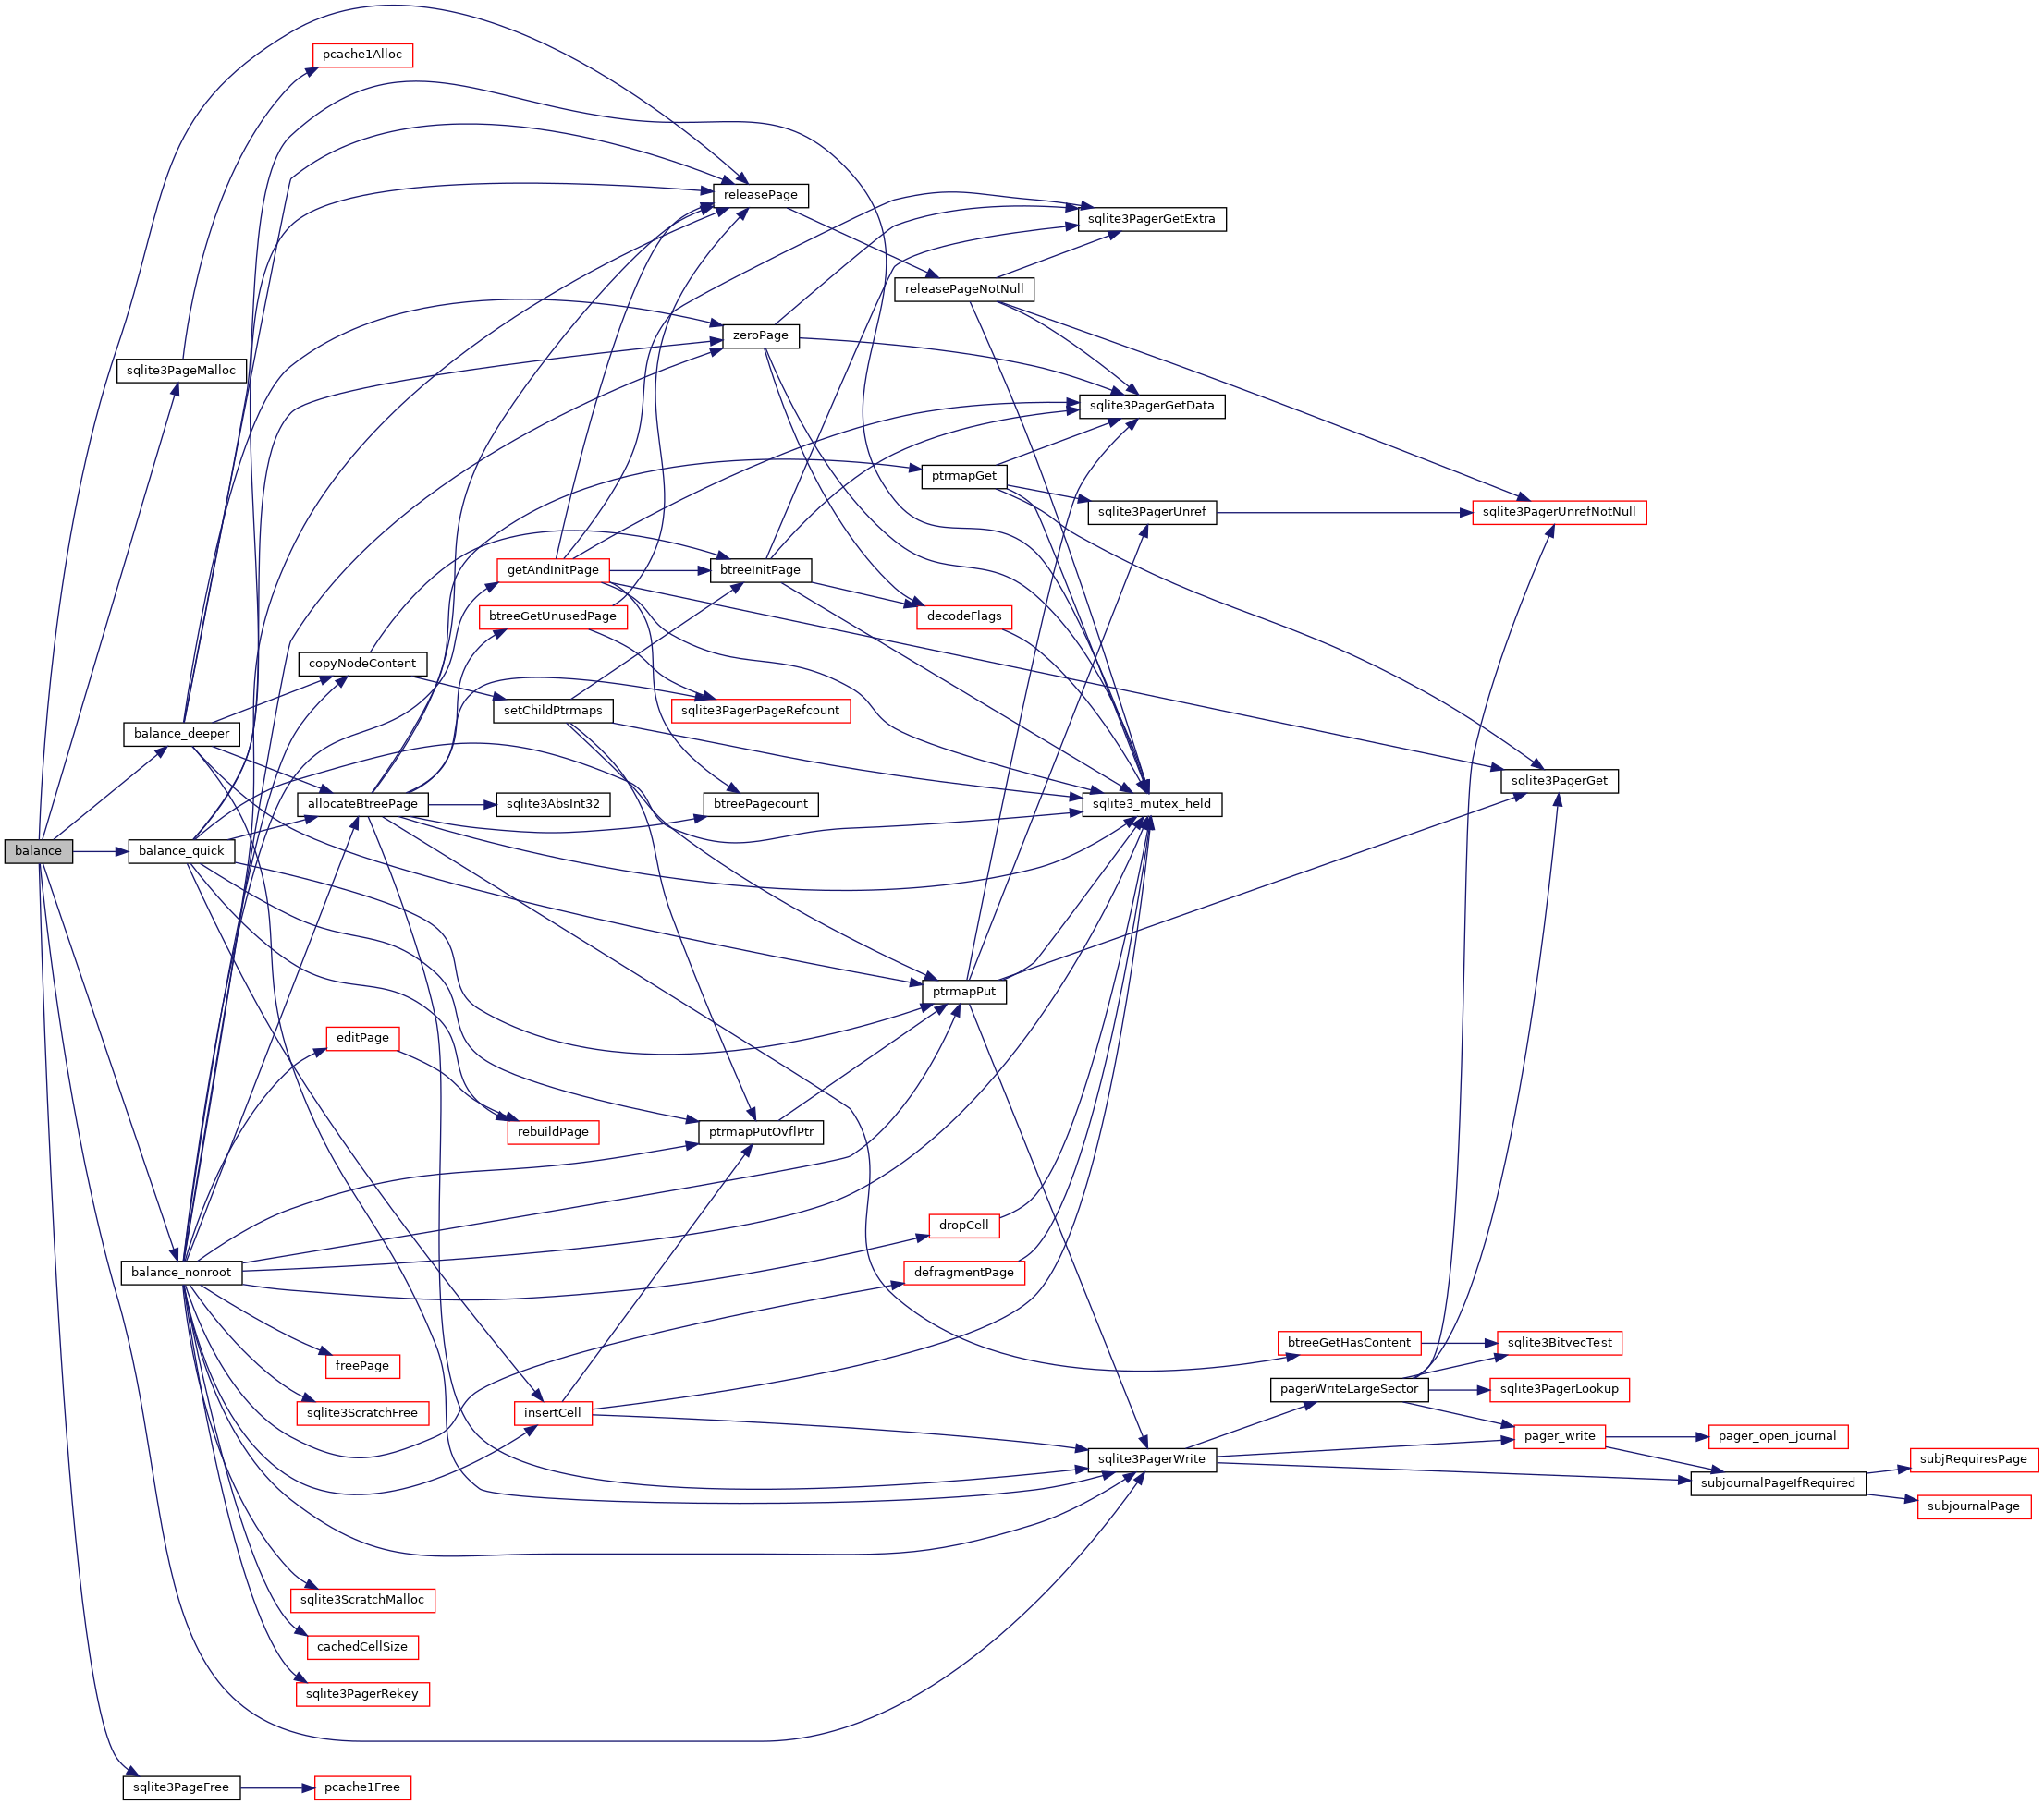 pcache1Alloc
releasePage
sqlite3PagerGetExtra
releasePageNotNull
zeroPage
sqlite3PageMalloc
sqlite3PagerGetData
ptrmapGet
sqlite3PagerUnref
sqlite3PagerUnrefNotNull
getAndInitPage
btreeInitPage
btreeGetUnusedPage
decodeFlags
copyNodeContent
setChildPtrmaps
sqlite3PagerPageRefcount
balance_deeper
sqlite3PagerGet
allocateBtreePage
sqlite3AbsInt32
btreePagecount
sqlite3_mutex_held
balance
balance_quick
ptrmapPut
editPage
rebuildPage
ptrmapPutOvflPtr
dropCell
balance_nonroot
defragmentPage
btreeGetHasContent
sqlite3BitvecTest
freePage
pagerWriteLargeSector
sqlite3PagerLookup
sqlite3ScratchFree
insertCell
pager_write
pager_open_journal
sqlite3PagerWrite
subjRequiresPage
subjournalPageIfRequired
subjournalPage
sqlite3ScratchMalloc
cachedCellSize
sqlite3PagerRekey
sqlite3PageFree
pcache1Free